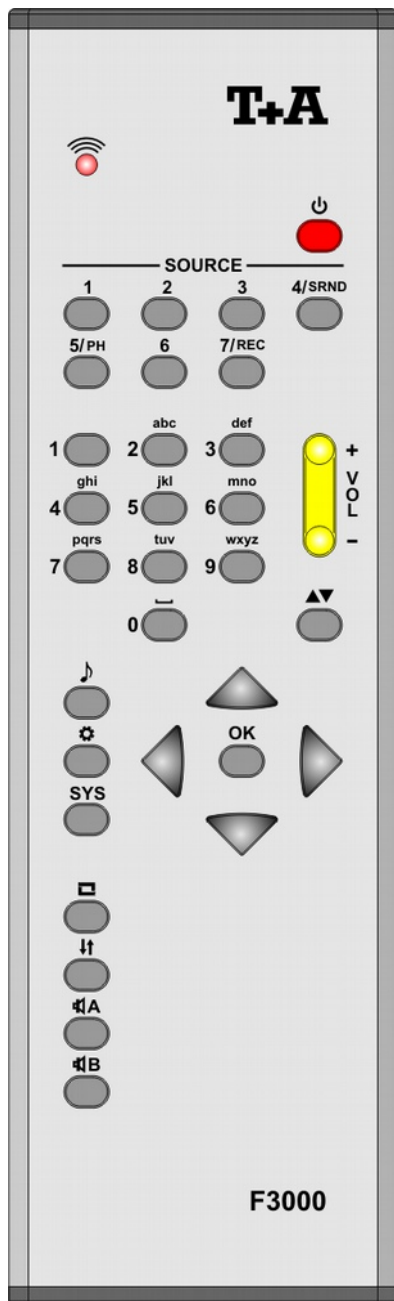 T+A
SOURCE
1 2 3 4/SRND
5/PH 6 7/REC
abc def
1 2 3
ghi jkl mno
4 5 6
pqrs tuv wxyz
7 8 9
0
+
VOL
-
OK
SYS
A
B
F3000